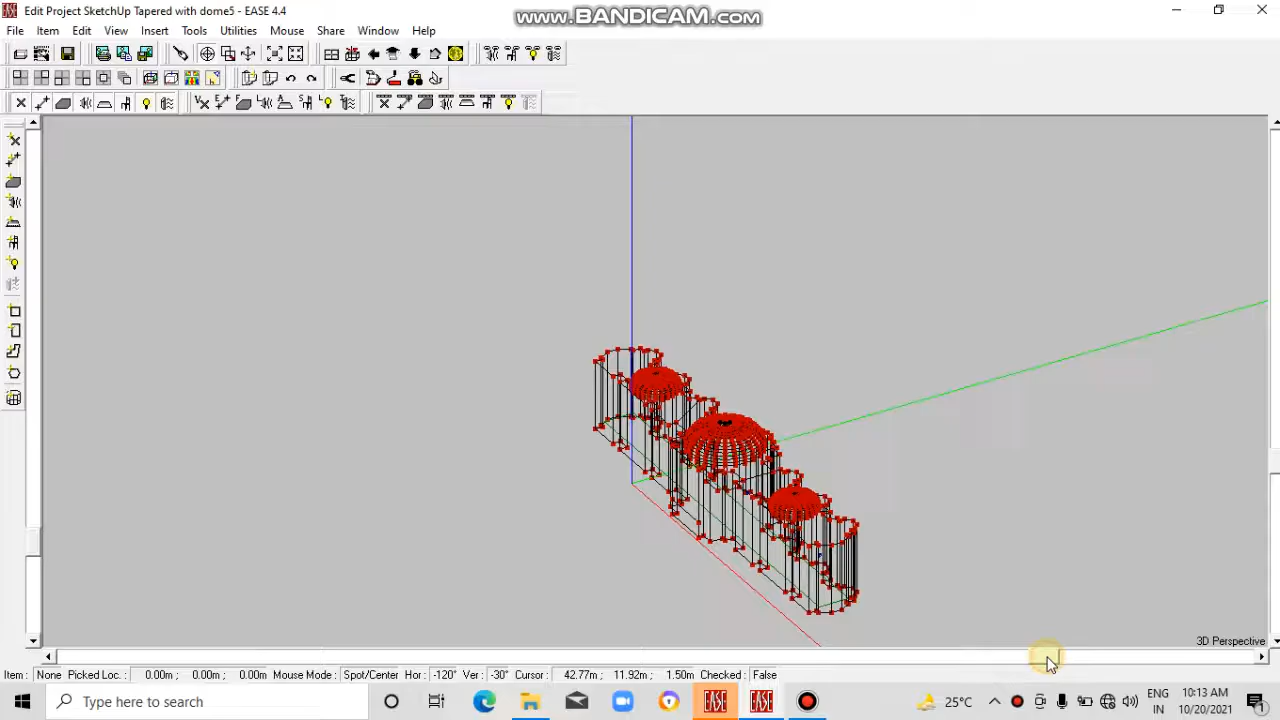 Edit Project SketchUp Tapered with dome5 - EASE 4.4
www.BANDICAM.com
File Item Edit View Insert Tools Utilities Mouse Share Window Help
3D Perspective
Item: None Picked Loc.: 0.00m : 0.00m : 0.00m Mouse Mode: Spot/Center Hor: -120° Ver: -30° Cursor: 42.77m : 11.92m : 1.50m Checked: False
Type here to search
EASE
EASE
25°C
ENG
IN
10:13 AM
10/20/2021
1